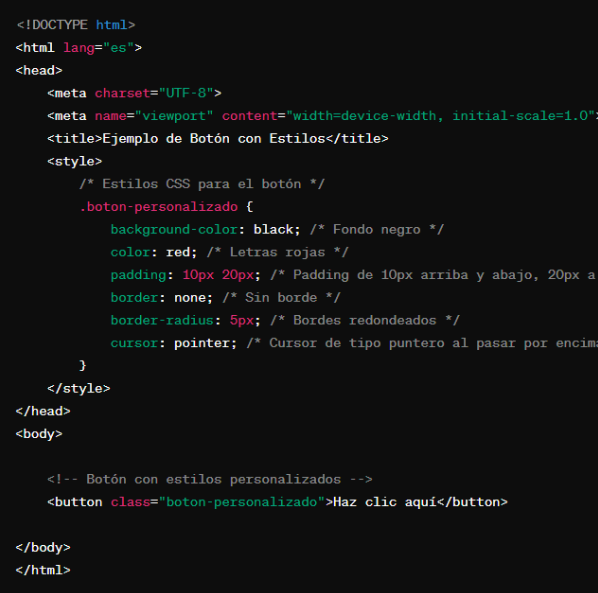 <!DOCTYPE html>
<html lang="es">
<head>
    <meta charset="UTF-8">
    <meta name="viewport" content="width=device-width, initial-scale=1.0">
    <title>Ejemplo de Botón con Estilos</title>
    <style>
        /* Estilos CSS para el botón */
        .boton-personalizado {
            background-color: black; /* Fondo negro */
            color: red; /* Letras rojas */
            padding: 10px 20px; /* Padding de 10px arriba y abajo, 20px a
            border: none; /* Sin borde */
            border-radius: 5px; /* Bordes redondeados */
            cursor: pointer; /* Cursor de tipo puntero al pasar por encima
        }
    </style>
</head>
<body>
    <!-- Botón con estilos personalizados -->
    <button class="boton-personalizado">Haz clic aquí</button>
</body>
</html>